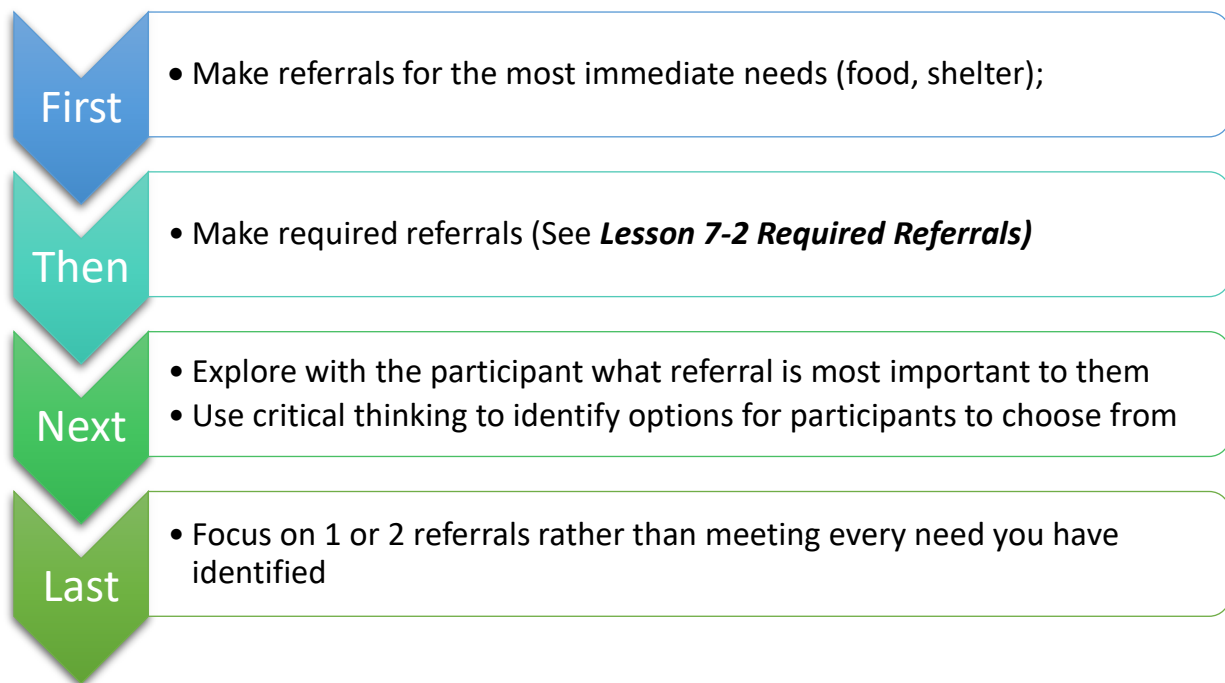 First
• Make referrals for the most immediate needs (food, shelter);
Then
• Make required referrals (See Lesson 7-2 Required Referrals)
Next
• Explore with the participant what referral is most important to them
• Use critical thinking to identify options for participants to choose from
Last
• Focus on 1 or 2 referrals rather than meeting every need you have
identified